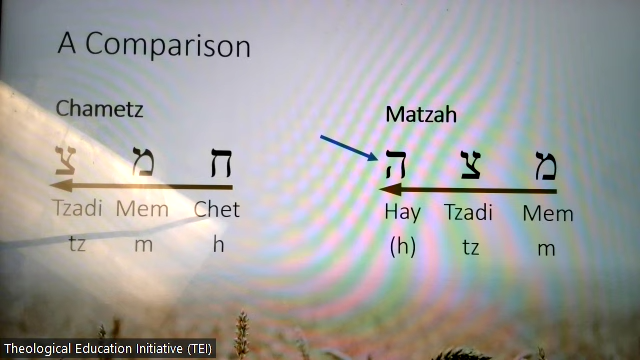 A Comparison
Chametz
צ מ ח
Tzadi Mem Chet
tz m h
Matzah
ה צ מ
Hay Tzadi Mem
(h) tz m
Theological Education Initiative (TEI)